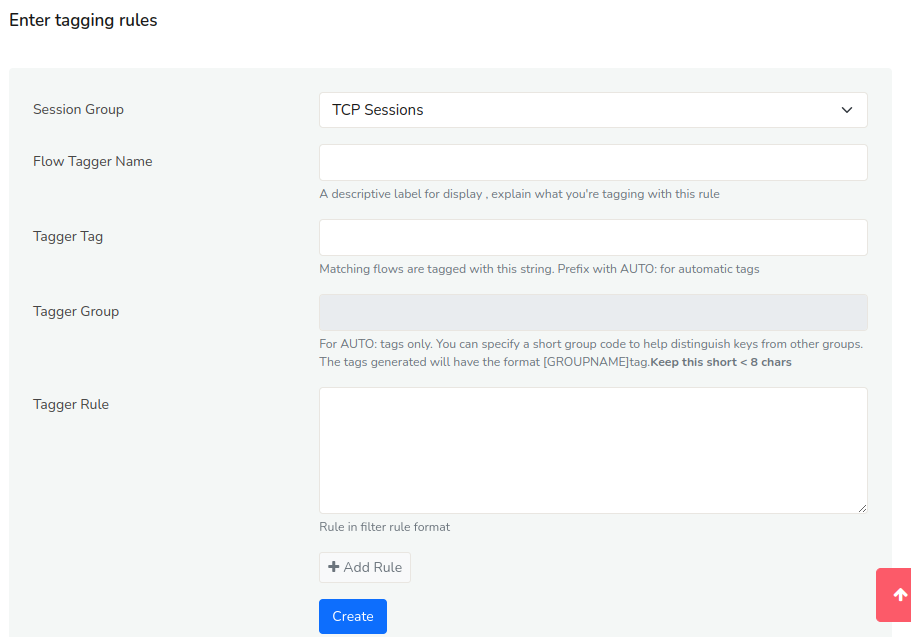 Enter tagging rules
Session Group
TCP Sessions
Flow Tagger Name
A descriptive label for display , explain what you're tagging with this rule
Tagger Tag
Matching flows are tagged with this string. Prefix with AUTO: for automatic tags
Tagger Group
For AUTO: tags only. You can specify a short group code to help distinguish keys from other groups.
The tags generated will have the format [GROUPNAME]tag.Keep this short < 8 chars
Tagger Rule
Rule in filter rule format
Add Rule
Create